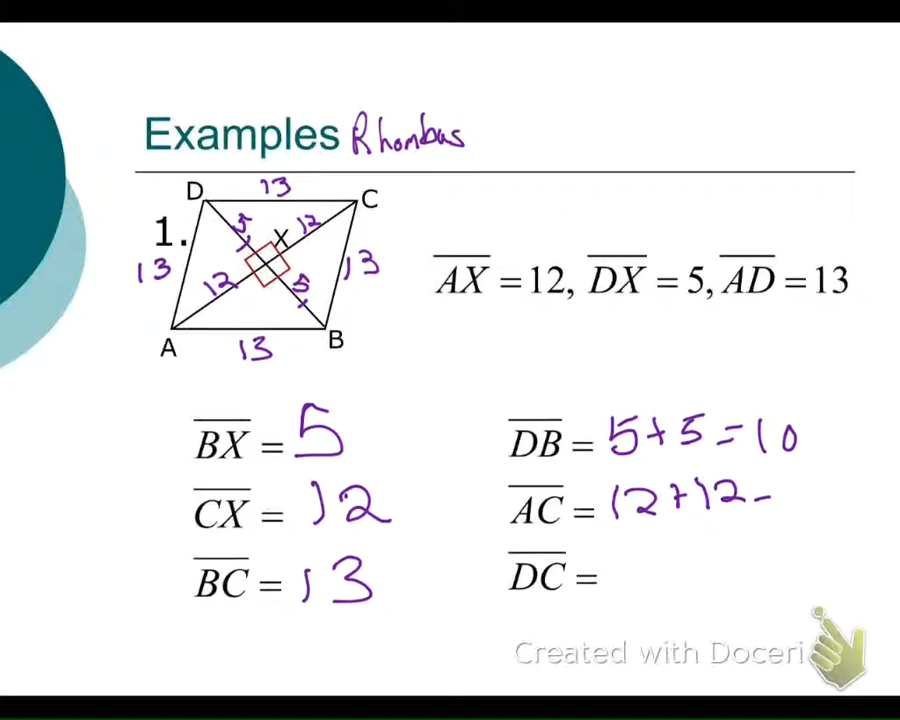 Examples Rhombus
D 13 C
1. 5 12 X
13 12 5 13
A 13 B
AX = 12, DX = 5, AD = 13
BX = 5
CX = 12
BC = 13
DB = 5+5=10
AC = 12+12-
DC =
Created with Doceri